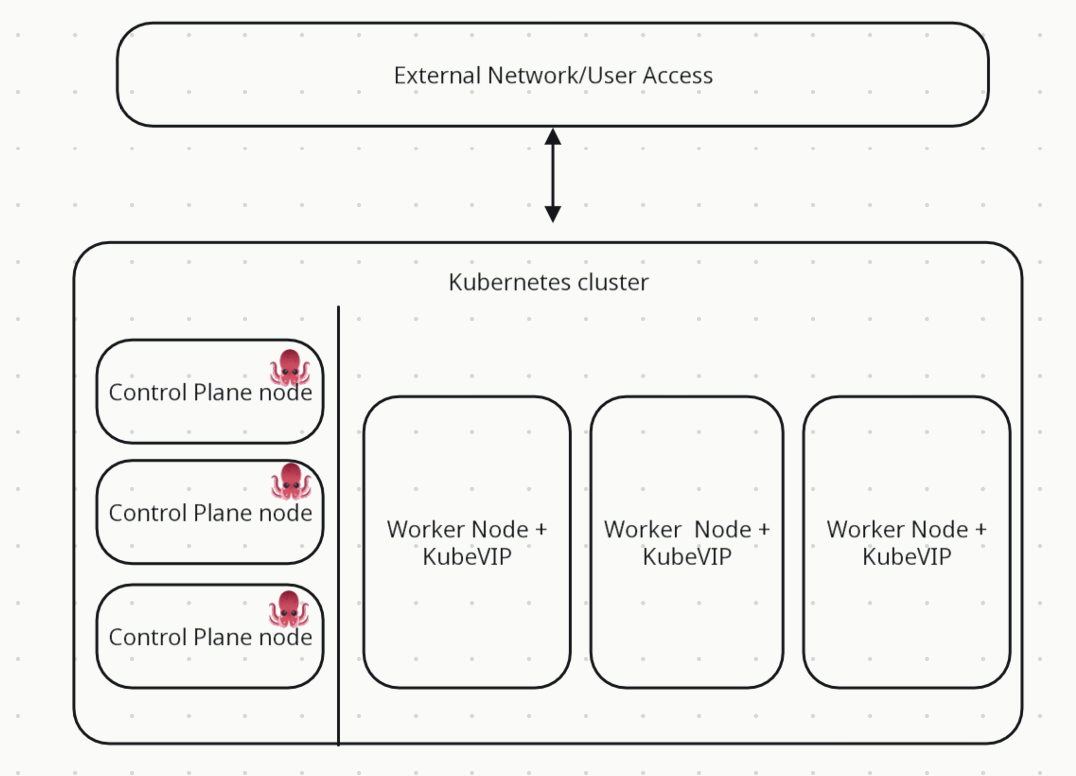 External Network/User Access
Kubernetes cluster
Control Plane node
Control Plane node
Control Plane node
Worker Node +
KubeVIP
Worker  Node +
KubeVIP
Worker Node +
KubeVIP